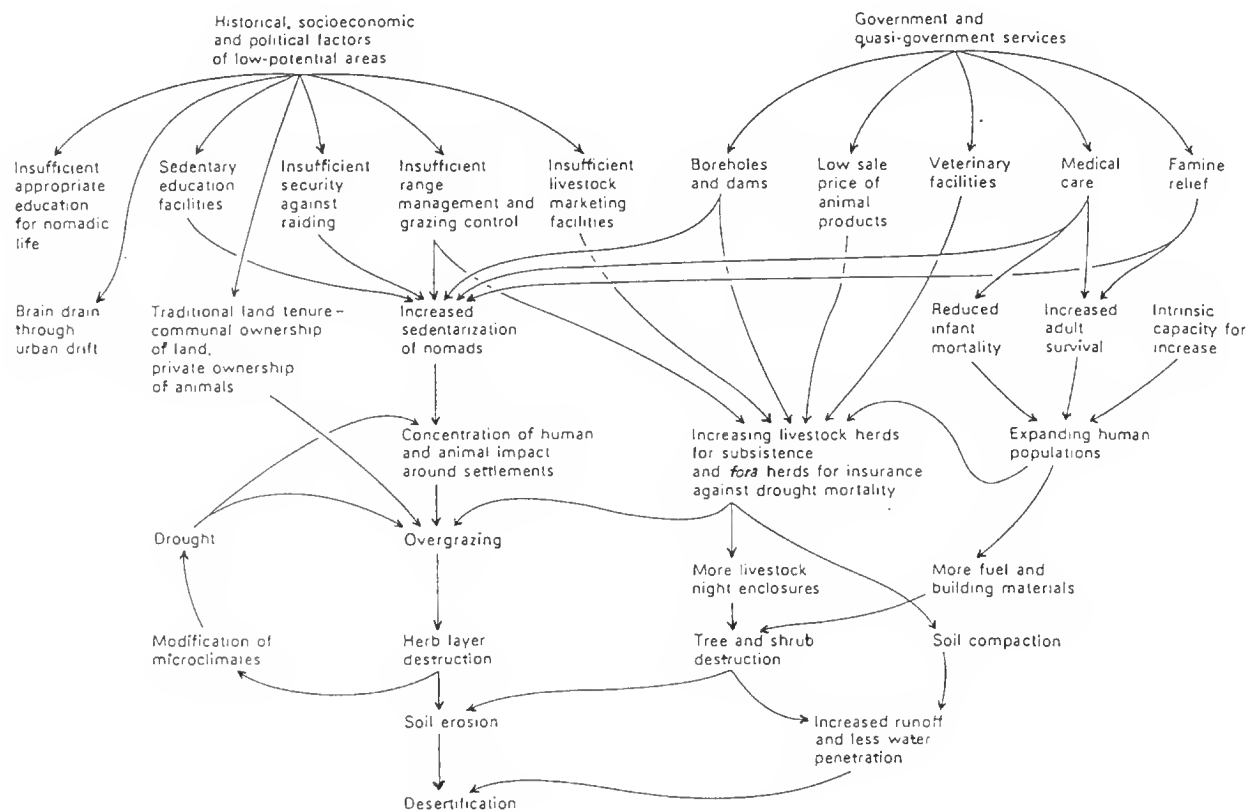 Historical, socioeconomic
and political factors
of low-potential areas
Government and
quasi-government services
Insufficient
appropriate
education
for nomadic
life
Sedentary
education
facilities
Insufficient
security
against
raiding
Insufficient
range
management and
grazing control
Insufficient
livestock
marketing
facilities
Boreholes
and dams
Low sale
price of
animal
products
Veterinary
facilities
Medical
care
Famine
relief
Brain drain
through
urban drift
Traditional land tenure–
communal ownership
of land,
private ownership
of animals
Increased
sedentarization
of nomads
Reduced
infant
mortality
Increased
adult
survival
Intrinsic
capacity for
increase
Concentration of human
and animal impact
around settlements
Increasing livestock herds
for subsistence
and fora herds for insurance
against drought mortality
Expanding human
populations
Drought
Overgrazing
More livestock
night enclosures
More fuel and
building materials
Modification of
microclimates
Herb layer
destruction
Tree and shrub
destruction
Soil compaction
Soil erosion
Increased runoff
and less water
penetration
Desertification